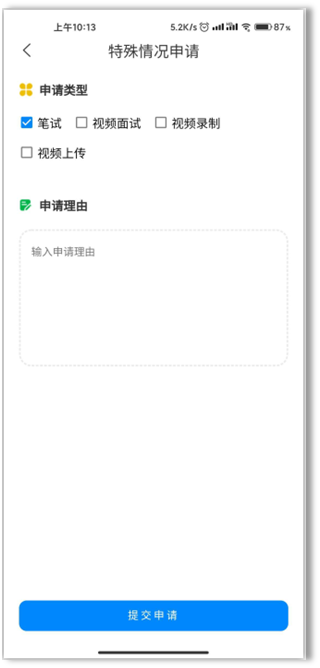 上午10:13 5.2K/s 87%
特殊情况申请
申请类型
笔试 视频面试 视频录制
视频上传
申请理由
输入申请理由
提交申请